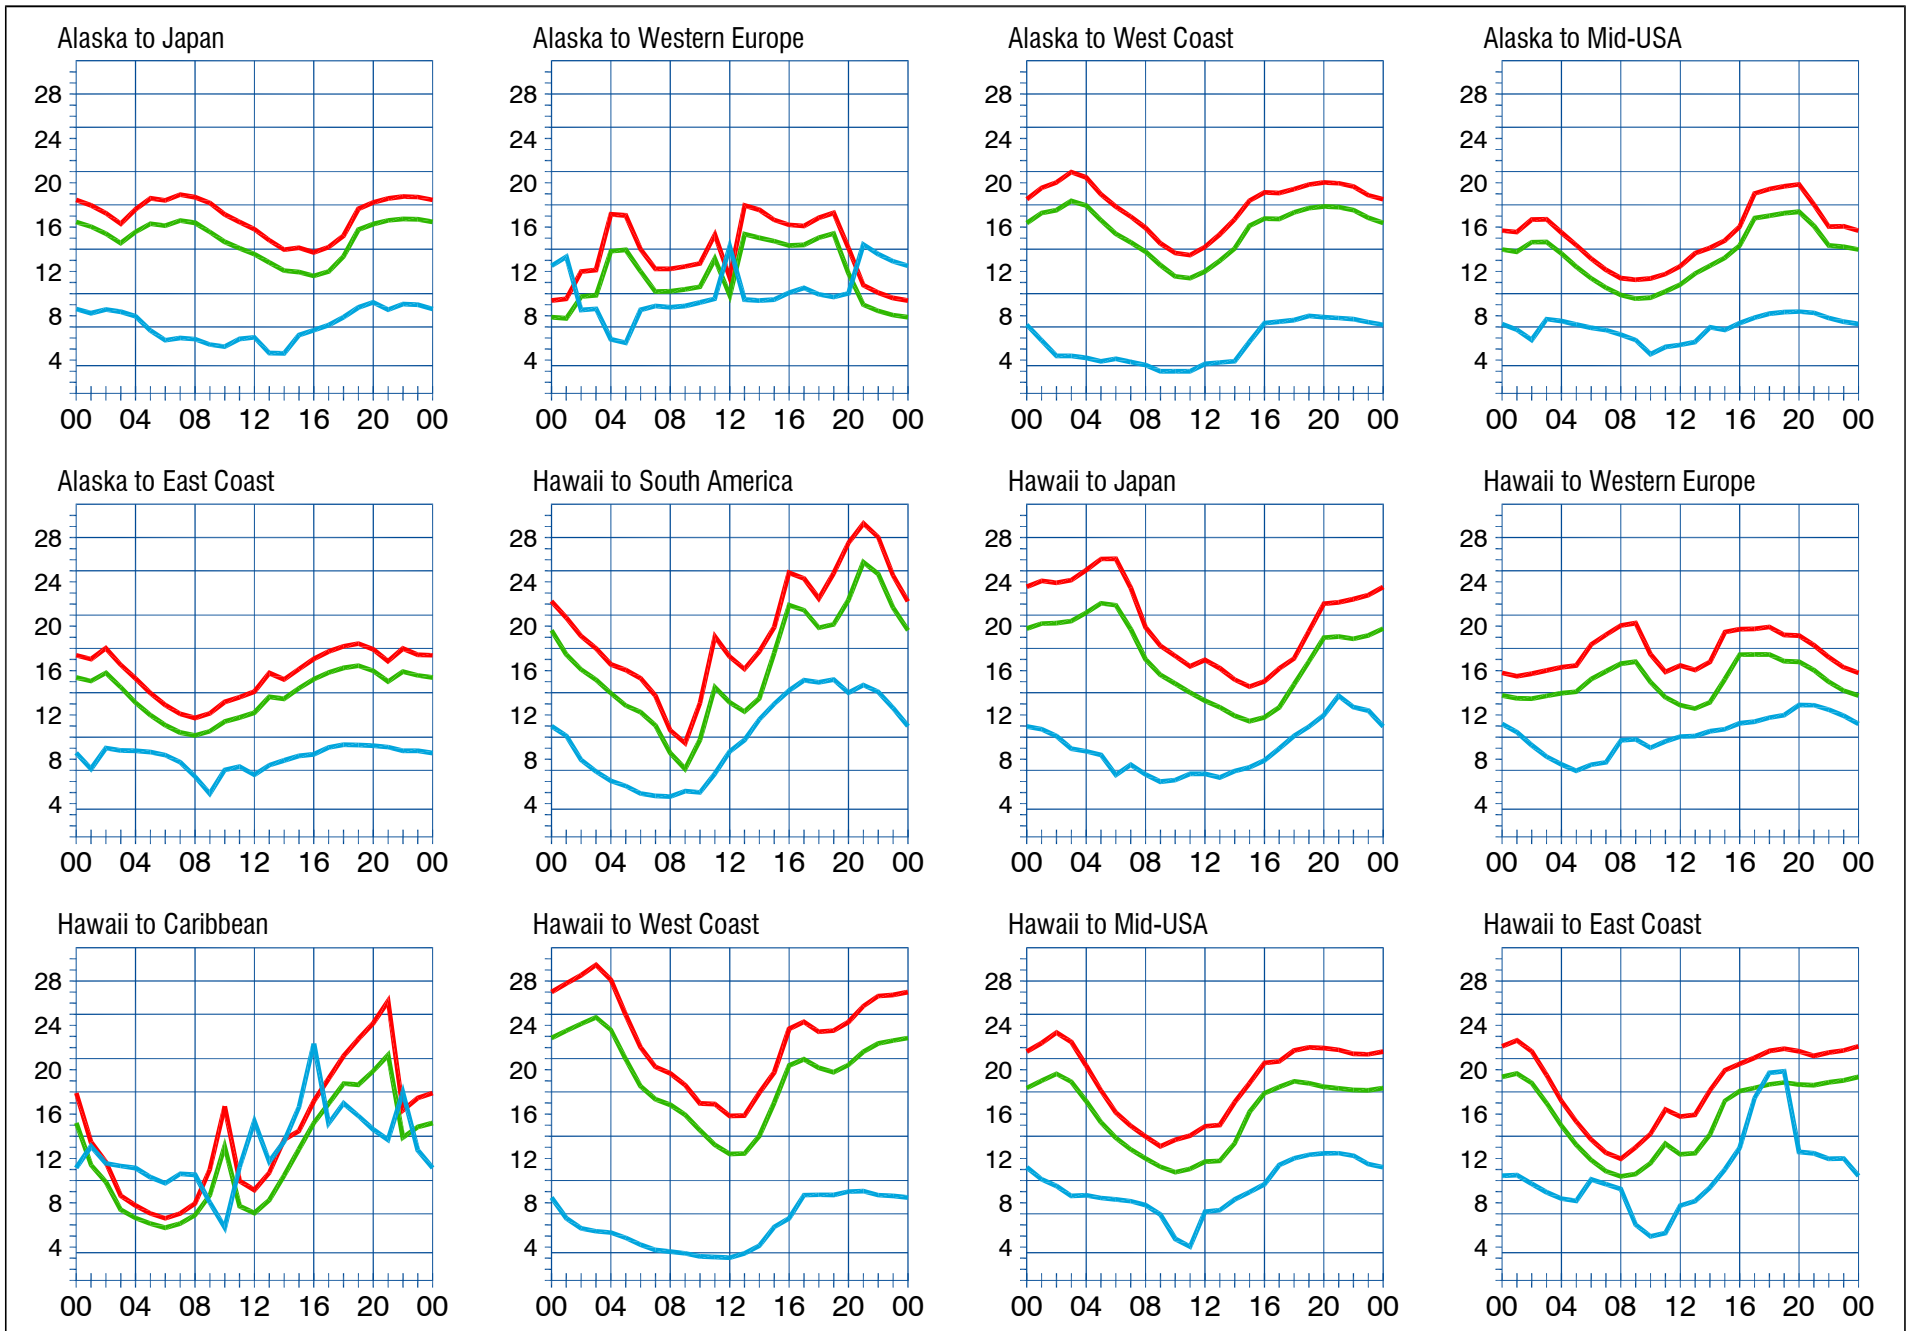 Alaska to Japan Alaska to Western Europe Alaska to West Coast Alaska to Mid-USA
28 28 28 28
24 24 24 24
20 20 20 20
16 16 16 16
12 12 12 12
8 8 8 8
4 4 4 4
00 04 08 12 16 20 00 00 04 08 12 16 20 00 00 04 08 12 16 20 00 00 04 08 12 16 20 00
Alaska to East Coast Hawaii to South America Hawaii to Japan Hawaii to Western Europe
28 28 28 28
24 24 24 24
20 20 20 20
16 16 16 16
12 12 12 12
8 8 8 8
4 4 4 4
00 04 08 12 16 20 00 00 04 08 12 16 20 00 00 04 08 12 16 20 00 00 04 08 12 16 20 00
Hawaii to Caribbean Hawaii to West Coast Hawaii to Mid-USA Hawaii to East Coast
28 28 28 28
24 24 24 24
20 20 20 20
16 16 16 16
12 12 12 12
8 8 8 8
4 4 4 4
00 04 08 12 16 20 00 00 04 08 12 16 20 00 00 04 08 12 16 20 00 00 04 08 12 16 20 00